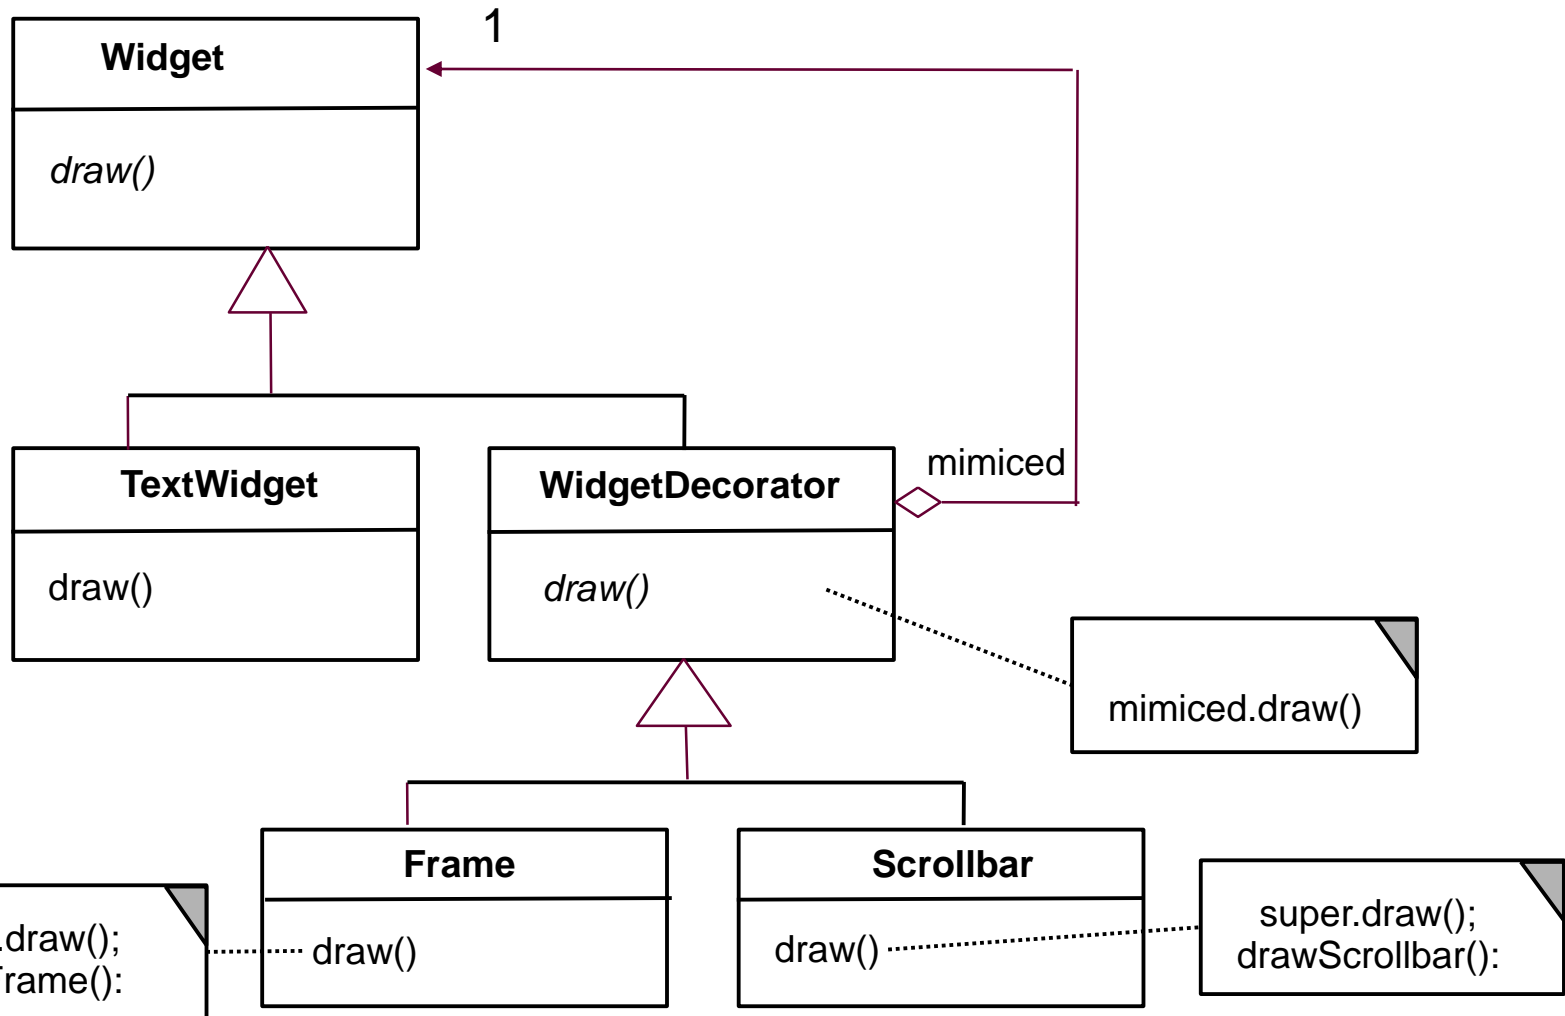 1
Widget
draw()
TextWidget
draw()
WidgetDecorator
draw()
mimiced
mimiced.draw()
Frame
draw()
Scrollbar
draw()
.draw();
rame():
super.draw();
drawScrollbar():